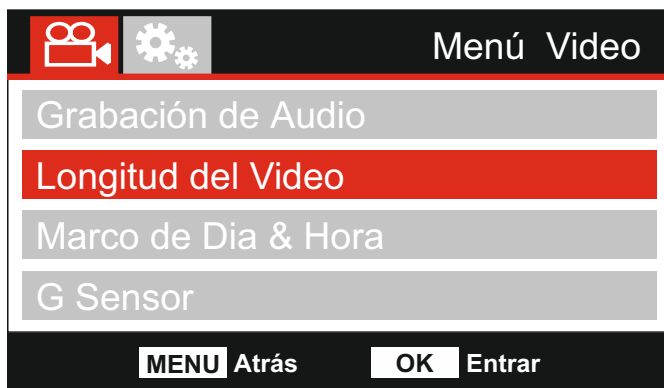 Menú Video
Grabación de Audio
Longitud del Video
Marco de Dia & Hora
G Sensor
MENU Atrás OK Entrar